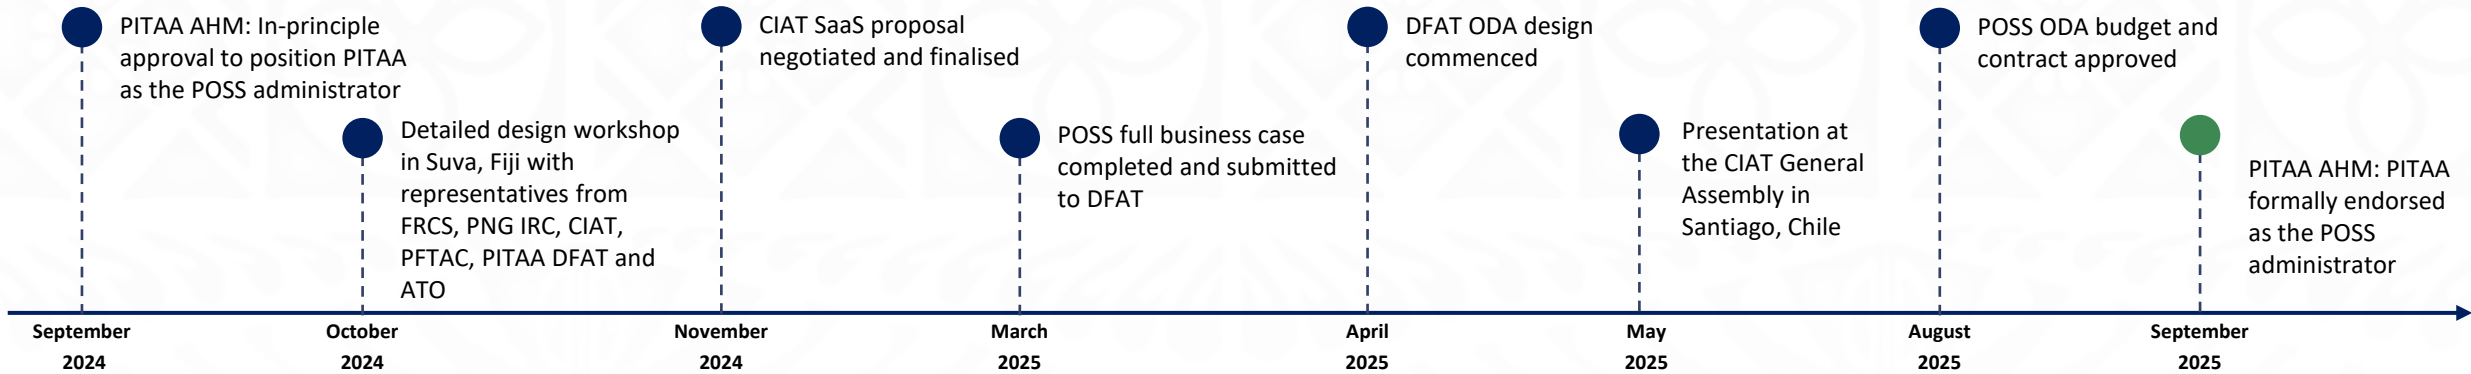 PITAA AHM: In-principle
approval to position PITAA
as the POSS administrator
Detailed design workshop
in Suva, Fiji with
representatives from
FRCS, PNG IRC, CIAT,
PFTAC, PITAA DFAT and
ATO
CIAT SaaS proposal
negotiated and finalised
POSS full business case
completed and submitted
to DFAT
DFAT ODA design
commenced
Presentation at
the CIAT General
Assembly in
Santiago, Chile
POSS ODA budget and
contract approved
PITAA AHM: PITAA
formally endorsed
as the POSS
administrator
September
2024
October
2024
November
2024
March
2025
April
2025
May
2025
August
2025
September
2025